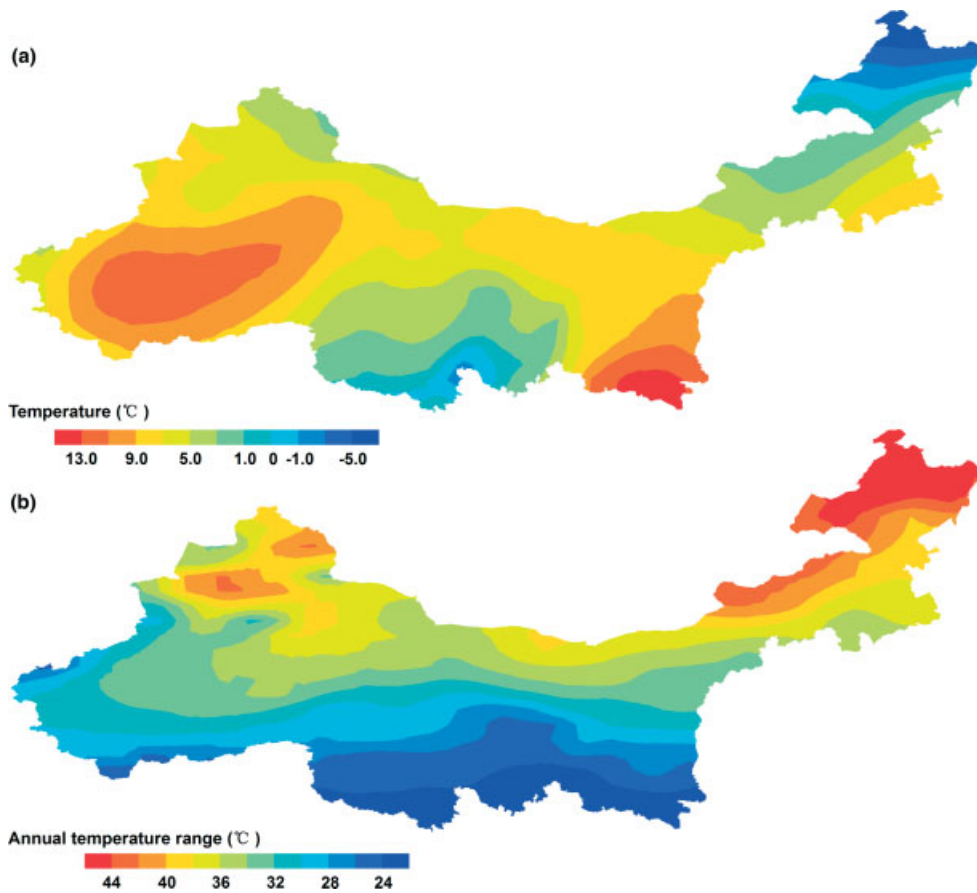 (a)
Temperature (℃ )
13.0 9.0 5.0 1.0 0 -1.0 -5.0
(b)
Annual temperature range (℃ )
44 40 36 32 28 24